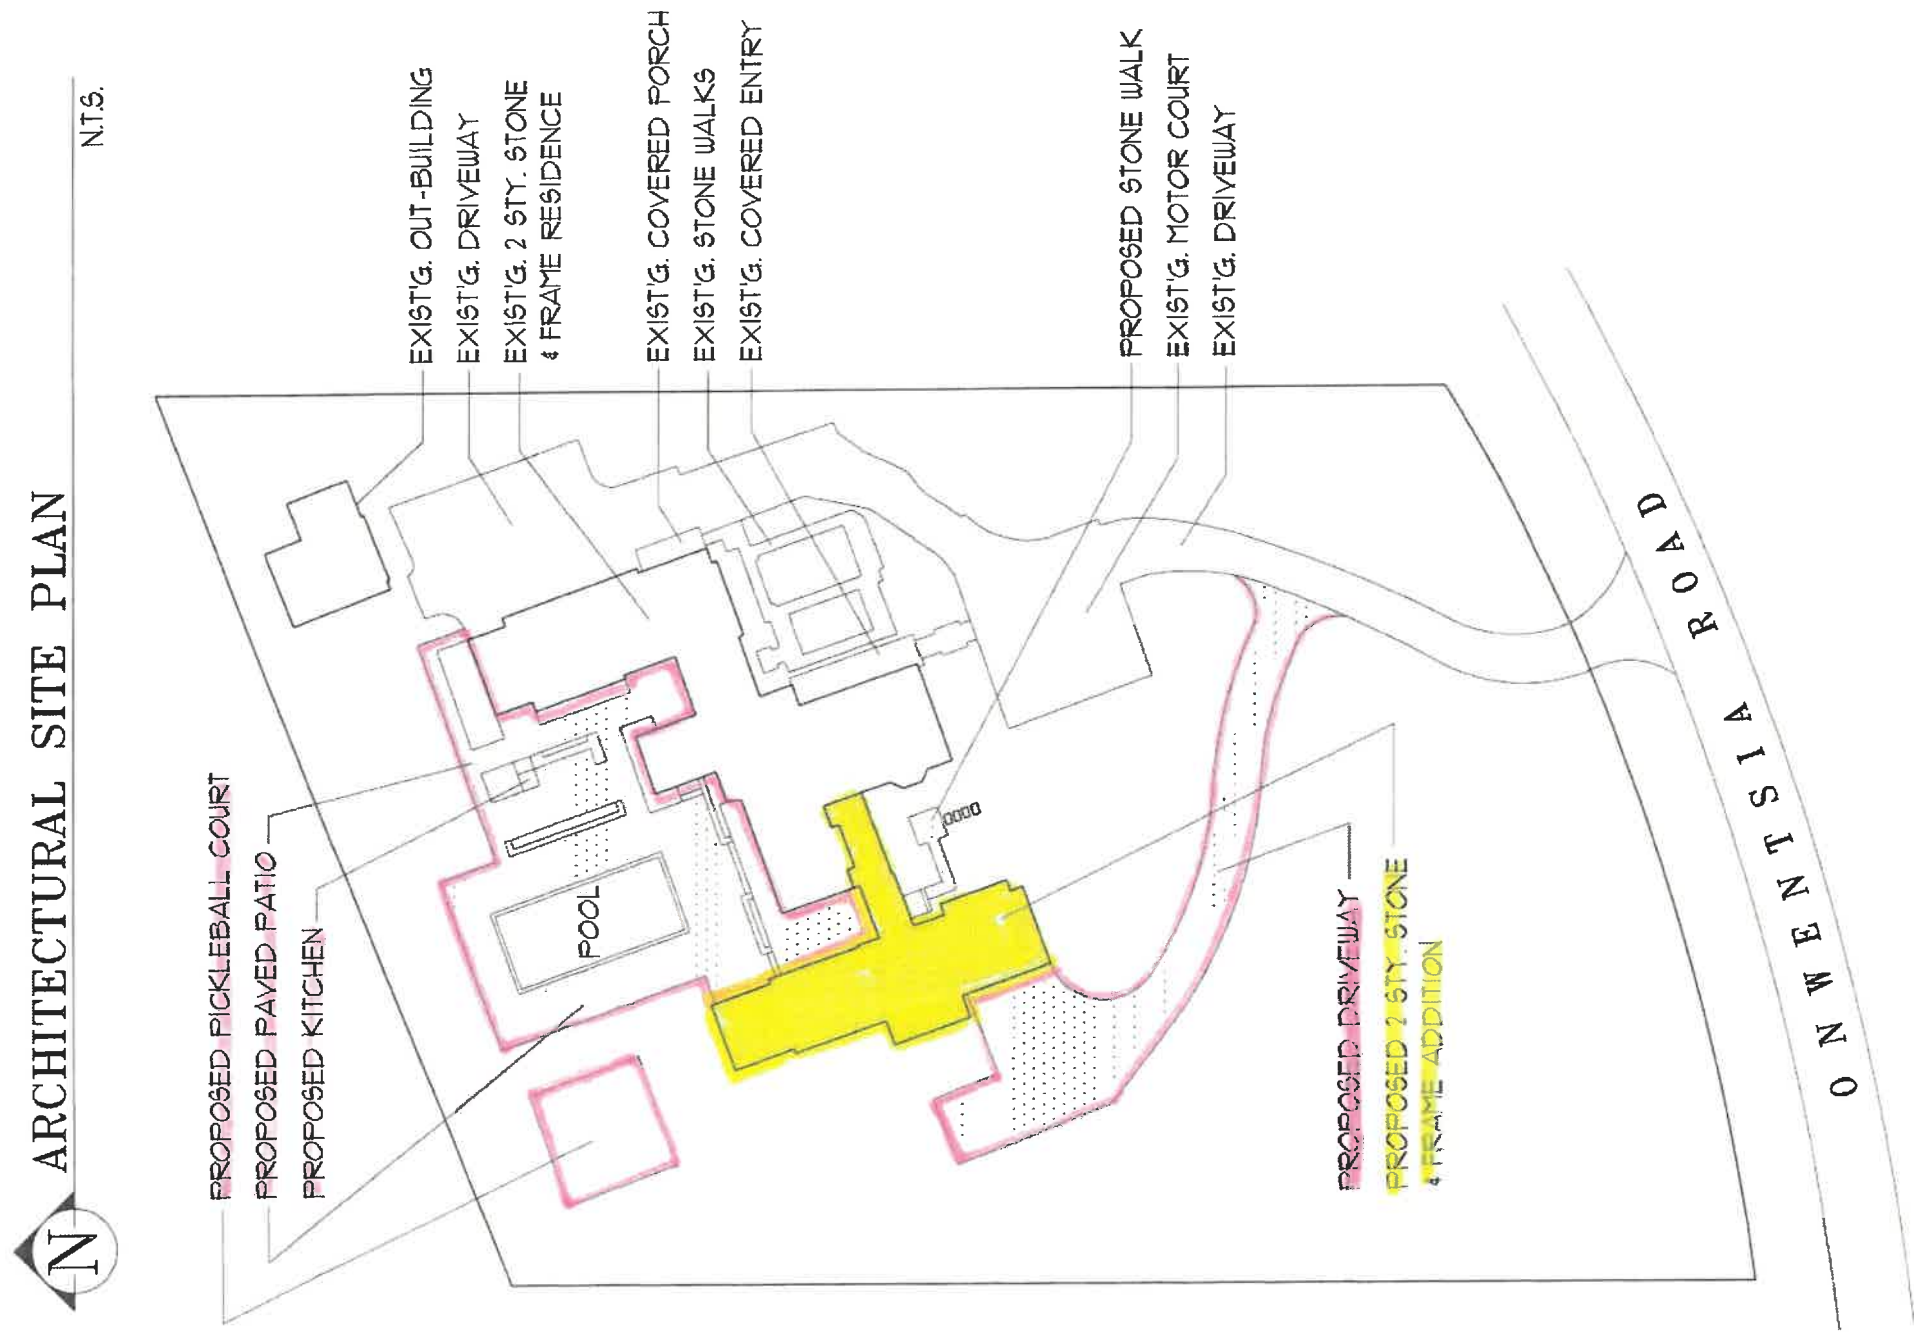 ARCHITECTURAL SITE PLAN
N.T.S.
N
PROPOSED PICKLEBALL COURT
PROPOSED PAVED PATIO
PROPOSED KITCHEN
EXIST'G. OUT-BUILDING
EXIST'G. DRIVEWAY
EXIST'G. 2 STY. STONE
& FRAME RESIDENCE
EXIST'G. COVERED PORCH
EXIST'G. STONE WALKS
EXIST'G. COVERED ENTRY
POOL
PROPOSED STONE WALK
EXIST'G. MOTOR COURT
EXIST'G. DRIVEWAY
PROPOSED DRIVEWAY
PROPOSED 2 STY. STONE
& FRAME ADDITION
ONWENTSIA ROAD